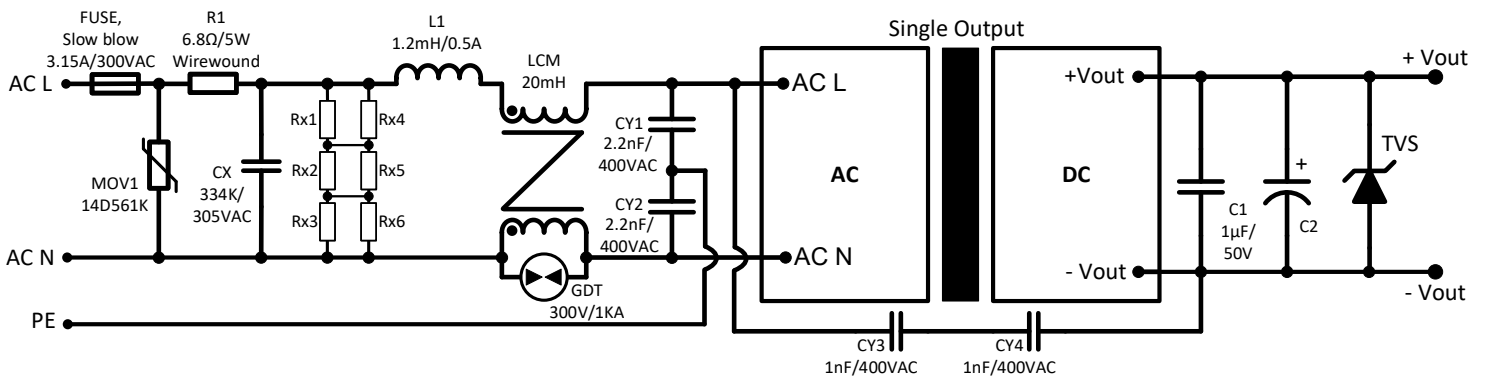 FUSE,
Slow blow
3.15A/300VAC
R1
6.8Ω/5W
Wirewound
L1
1.2mH/0.5A
LCM
20mH
Single Output
AC L
AC L
+Vout
+ Vout
Rx1
Rx4
CY1
2.2nF/
400VAC
MOV1
14D561K
CX
334K/
305VAC
Rx2
Rx5
AC
DC
+
TVS
Rx3
Rx6
CY2
2.2nF/
400VAC
C1
1µF/
50V
C2
AC N
AC N
- Vout
- Vout
GDT
300V/1KA
PE
CY3
1nF/400VAC
CY4
1nF/400VAC